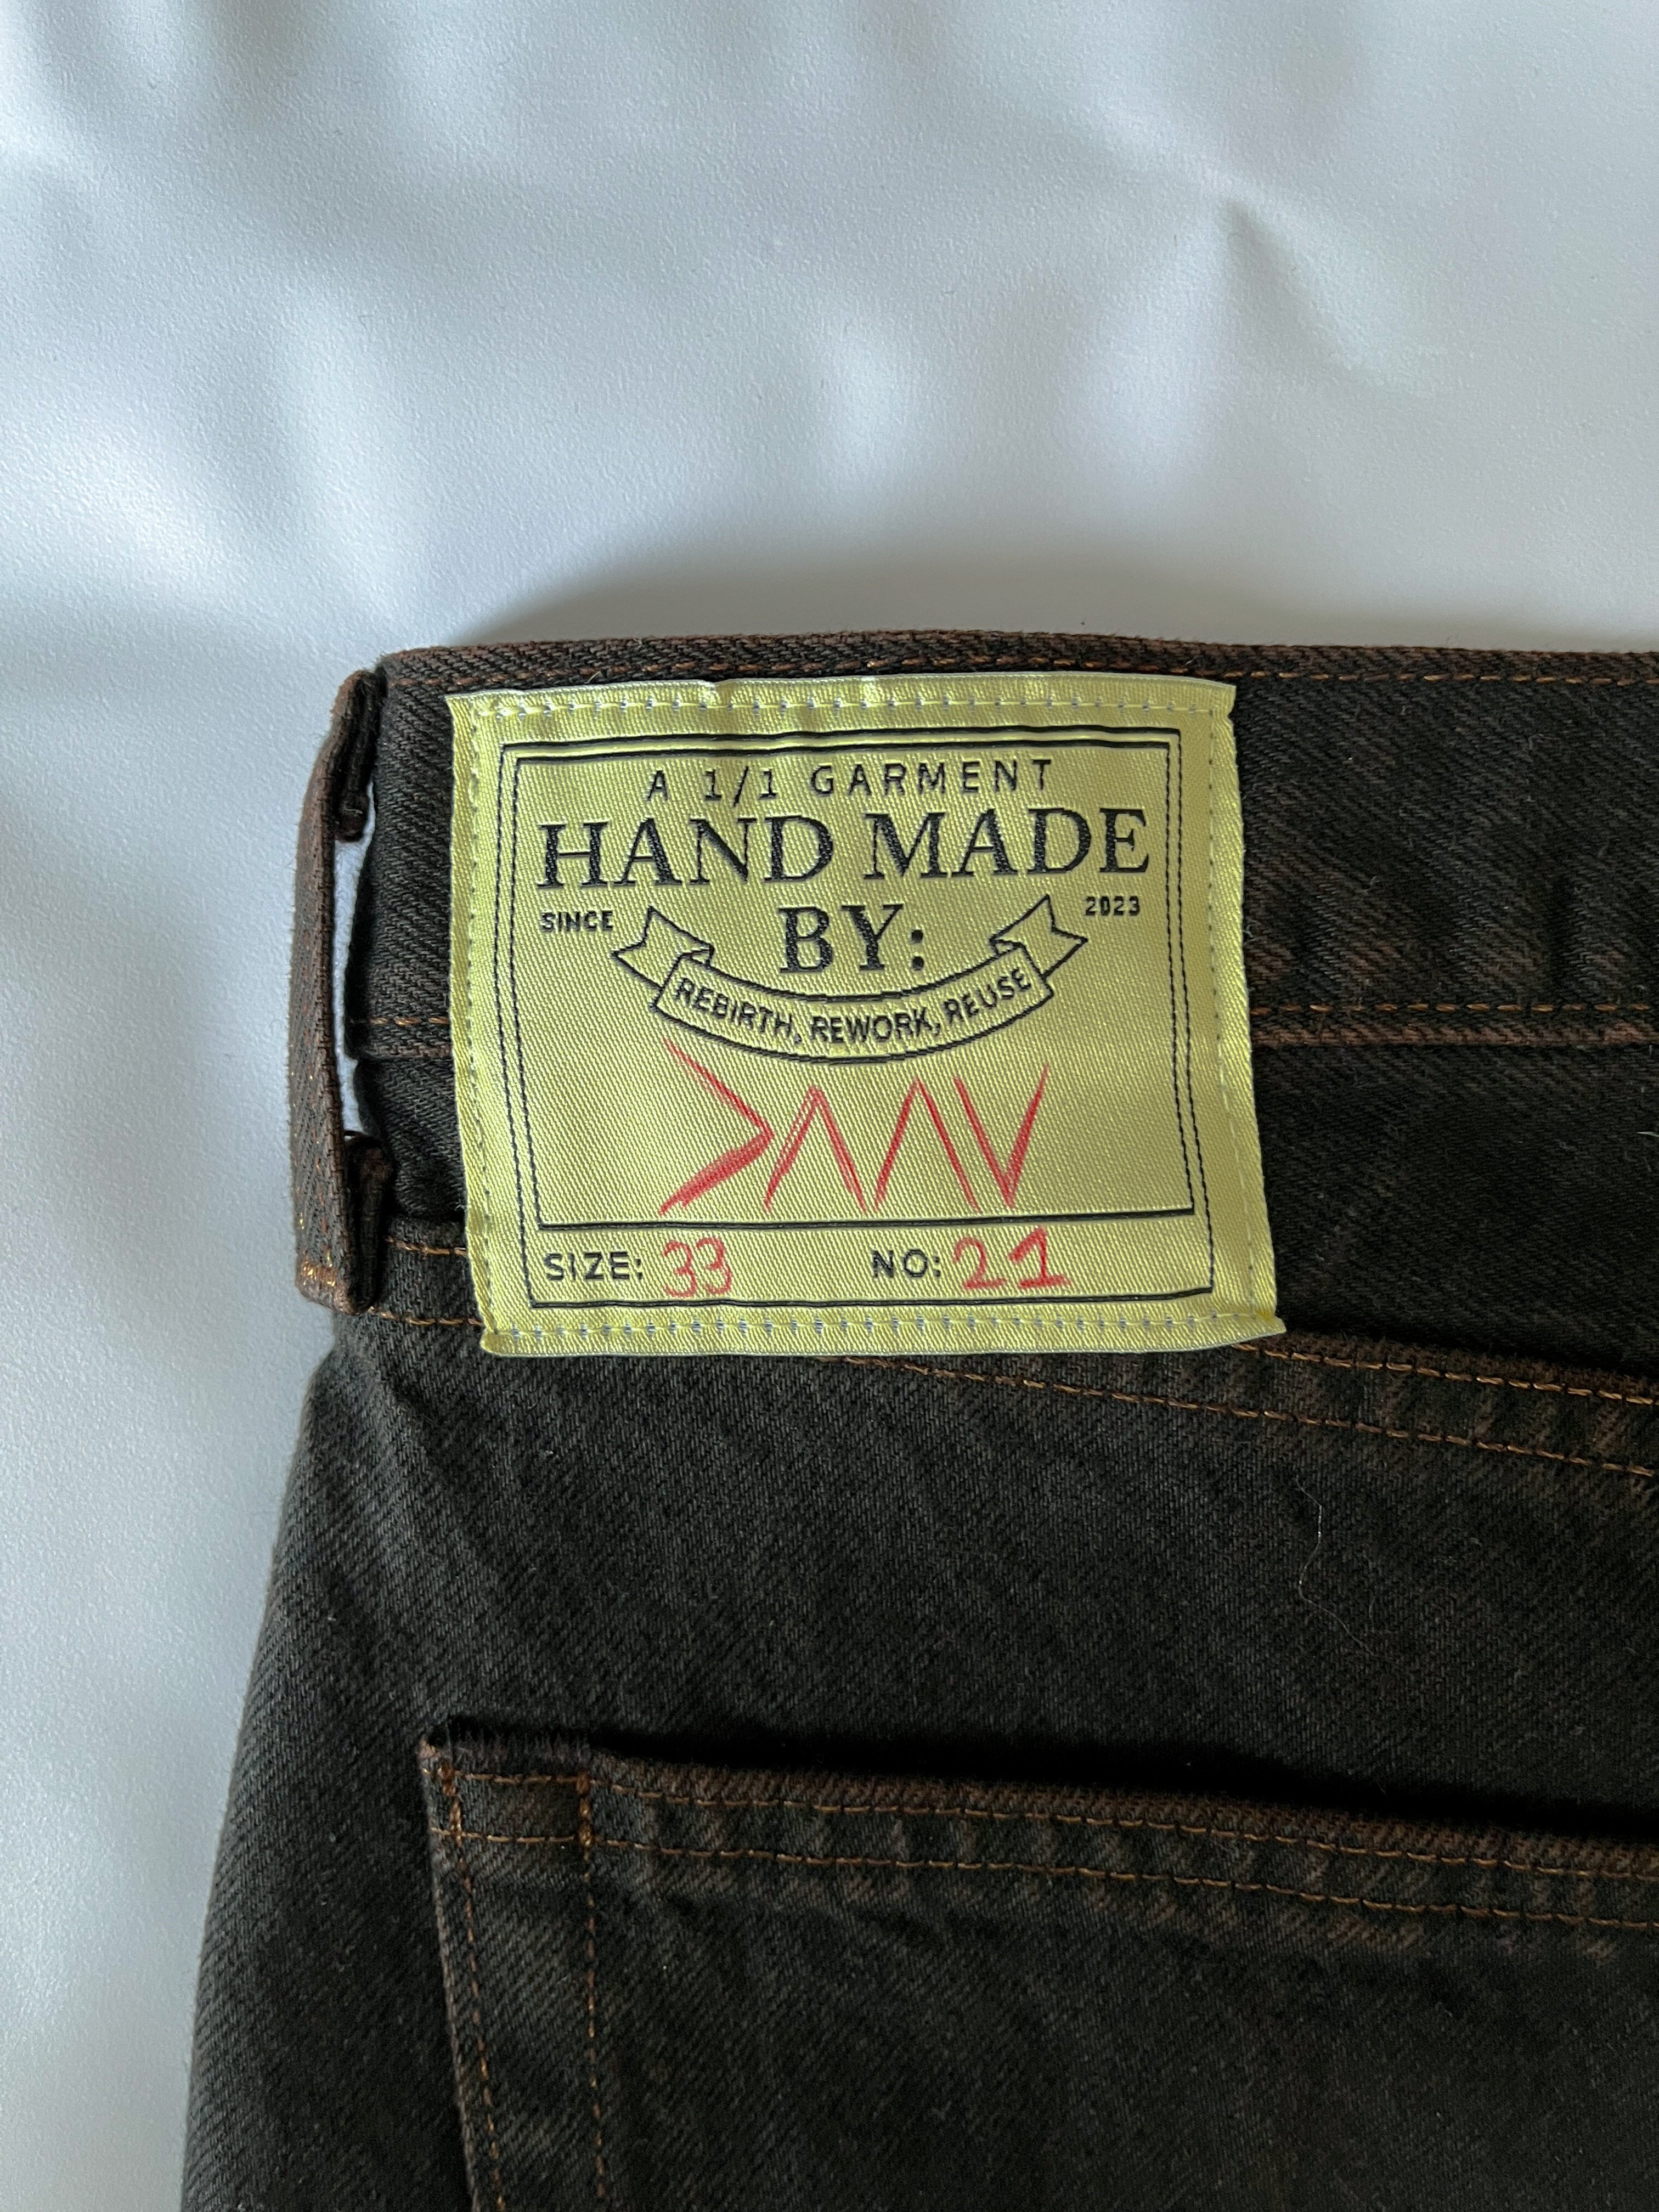 A 1/1 GARMENT
HAND MADE
SINCE BY: 2023
REBIRTH, REWORK, REUSE
SIZE: 33 NO: 21